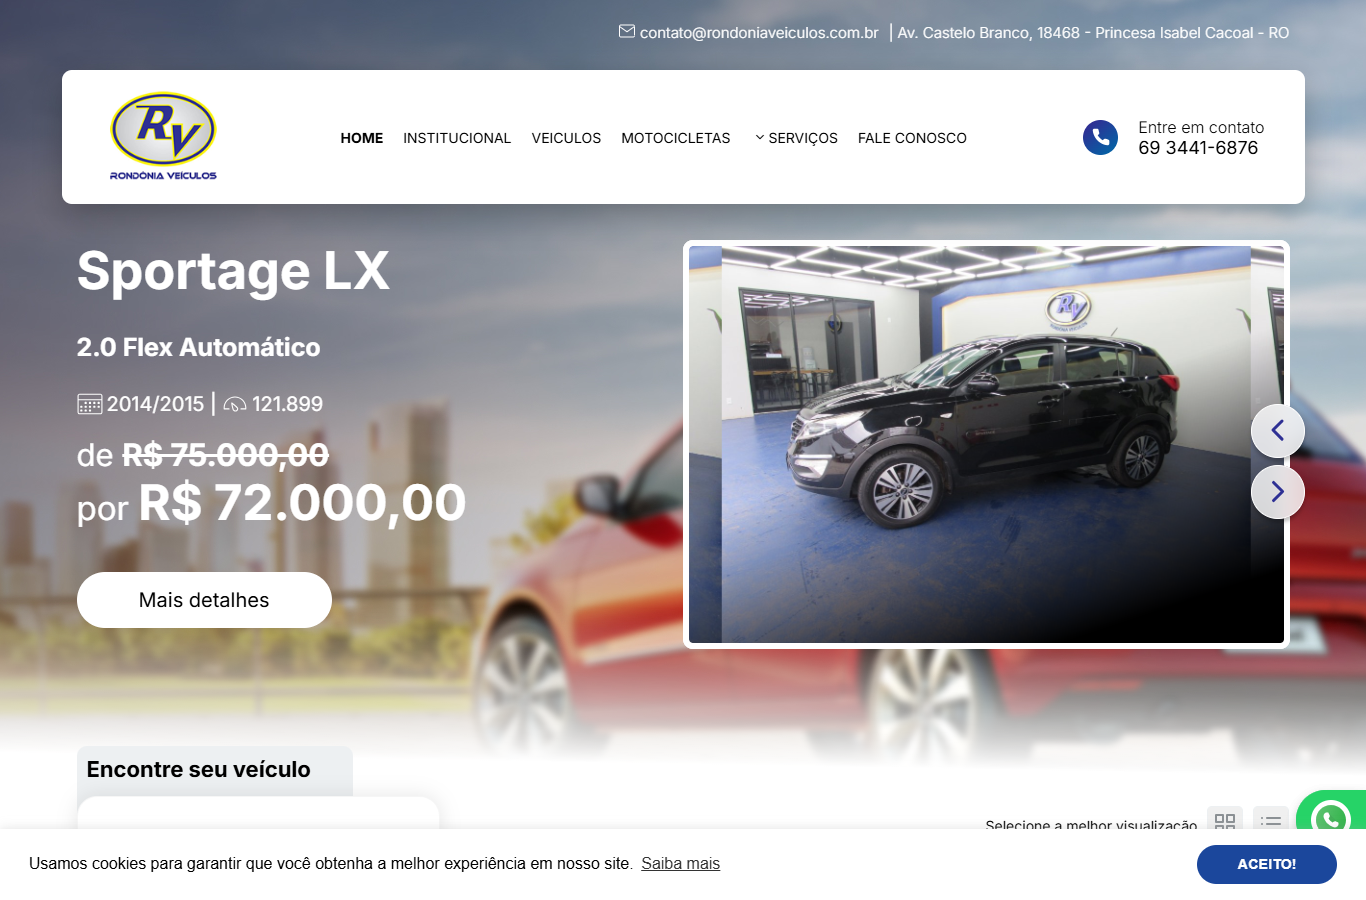 contato@rondoniaveiculos.com.br | Av. Castelo Branco, 18468 - Princesa Isabel Cacoal - RO
RV
RONDÔNIA VEÍCULOS
HOME INSTITUCIONAL VEICULOS MOTOCICLETAS SERVIÇOS FALE CONOSCO
Entre em contato
69 3441-6876
Sportage LX
2.0 Flex Automático
2014/2015 | 121.899
de R$ 75.000,00
por R$ 72.000,00
Mais detalhes
RV
RONDÔNIA VEÍCULOS
Encontre seu veículo
Selecione a melhor visualização
Usamos cookies para garantir que você obtenha a melhor experiência em nosso site. Saiba mais
ACEITO!